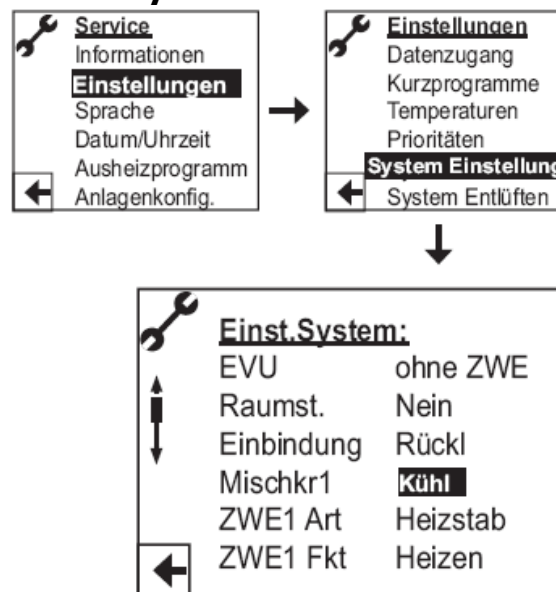 Service
Informationen
Einstellungen
Sprache
Datum/Uhrzeit
Ausheizprogramm
Anlagenkonfig.
Einstellungen
Datenzugang
Kurzprogramme
Temperaturen
Prioritäten
System Einstellung
System Entlüften
Einst.System:
EVU ohne ZWE
Raumst. Nein
Einbindung Rückl
Mischkr1 Kühl
ZWE1 Art Heizstab
ZWE1 Fkt Heizen